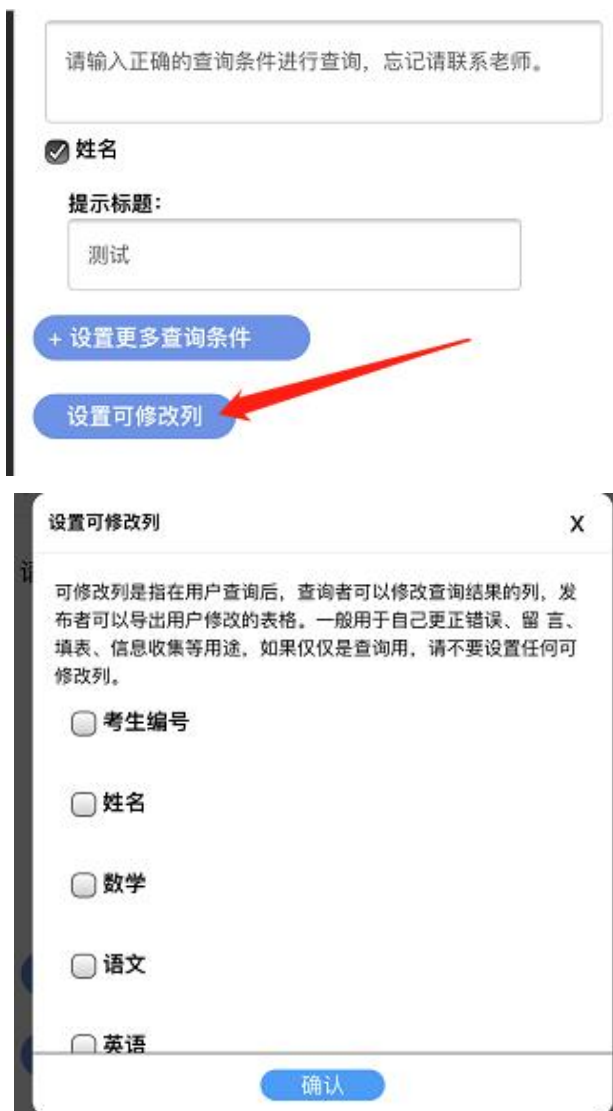 请输入正确的查询条件进行查询，忘记请联系老师。
姓名
提示标题：
测试
+ 设置更多查询条件
设置可修改列
设置可修改列
X
可修改列是指在用户查询后，查询者可以修改查询结果的列，发
布者可以导出用户修改的表格。一般用于自己更正错误、留 言、
填表、信息收集等用途，如果仅仅是查询用，请不要设置任何可
修改列。
考生编号
姓名
数学
语文
英语
确认